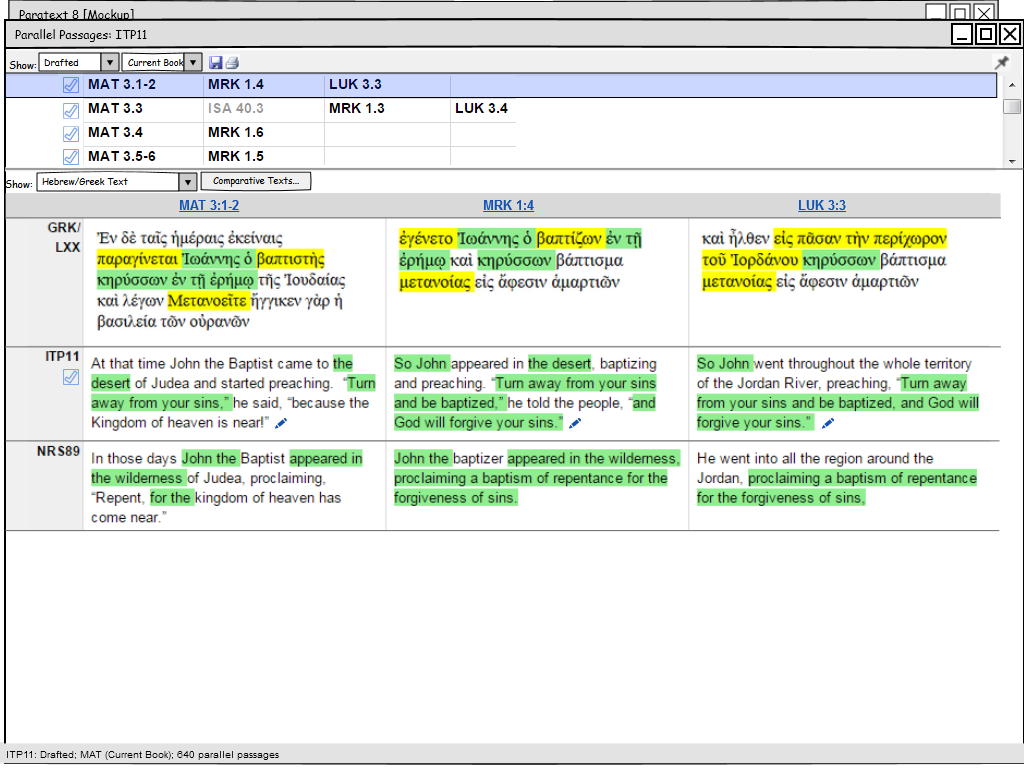 Paratext 8 [Mockup]
Parallel Passages: ITP11
Show: Drafted Current Book
MAT 3.1-2 MRK 1.4 LUK 3.3
MAT 3.3 ISA 40.3 MRK 1.3 LUK 3.4
MAT 3.4 MRK 1.6
MAT 3.5-6 MRK 1.5
Show: Hebrew/Greek Text Comparative Texts...
MAT 3:1-2 MRK 1:4 LUK 3:3
GRK/
LXX
Ἐν δὲ ταῖς ἡμέραις ἐκείναις
παραγίνεται Ἰωάννης ὁ βαπτιστὴς
κηρύσσων ἐν τῇ ἐρήμῳ τῆς Ἰουδαίας
καὶ λέγων Μετανοεῖτε ἤγγικεν γὰρ ἡ
βασιλεία τῶν οὐρανῶν
ἐγένετο Ἰωάννης ὁ βαπτίζων ἐν τῇ
ἐρήμῳ καὶ κηρύσσων βάπτισμα
μετανοίας εἰς ἄφεσιν ἁμαρτιῶν
καὶ ἦλθεν εἰς πᾶσαν τὴν περίχωρον
τοῦ Ἰορδάνου κηρύσσων βάπτισμα
μετανοίας εἰς ἄφεσιν ἁμαρτιῶν
ITP11
At that time John the Baptist came to the
desert of Judea and started preaching. “Turn
away from your sins,” he said, “because the
Kingdom of heaven is near!”
So John appeared in the desert, baptizing
and preaching. “Turn away from your sins
and be baptized,” he told the people, “and
God will forgive your sins.”
So John went throughout the whole territory
of the Jordan River, preaching, “Turn away
from your sins and be baptized, and God will
forgive your sins.”
NRS89
In those days John the Baptist appeared in
the wilderness of Judea, proclaiming,
“Repent, for the kingdom of heaven has
come near.”
John the baptizer appeared in the wilderness,
proclaiming a baptism of repentance for the
forgiveness of sins.
He went into all the region around the
Jordan, proclaiming a baptism of repentance
for the forgiveness of sins,
ITP11: Drafted; MAT (Current Book); 640 parallel passages